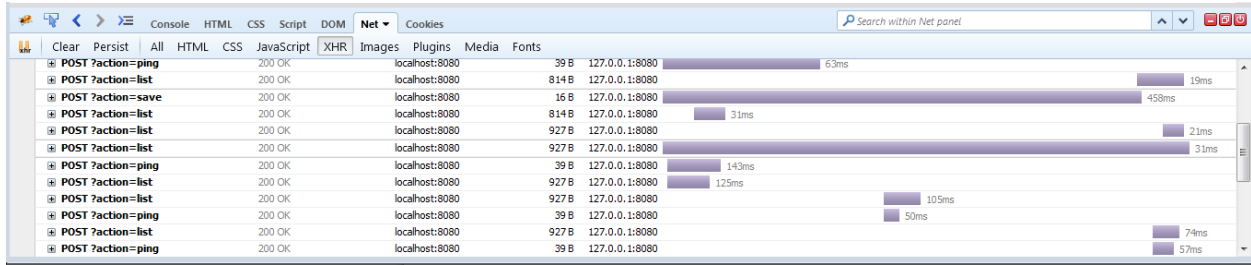 Console HTML CSS Script DOM Net Cookies Search within Net panel
xhr Clear Persist All HTML CSS JavaScript XHR Images Plugins Media Fonts
POST ?action=ping 200 OK localhost:8080 39 B 127.0.0.1:8080 63ms
POST ?action=list 200 OK localhost:8080 814 B 127.0.0.1:8080 19ms
POST ?action=save 200 OK localhost:8080 16 B 127.0.0.1:8080 458ms
POST ?action=list 200 OK localhost:8080 814 B 127.0.0.1:8080 31ms
POST ?action=list 200 OK localhost:8080 927 B 127.0.0.1:8080 21ms
POST ?action=list 200 OK localhost:8080 927 B 127.0.0.1:8080 31ms
POST ?action=ping 200 OK localhost:8080 39 B 127.0.0.1:8080 143ms
POST ?action=list 200 OK localhost:8080 927 B 127.0.0.1:8080 125ms
POST ?action=list 200 OK localhost:8080 927 B 127.0.0.1:8080 105ms
POST ?action=ping 200 OK localhost:8080 39 B 127.0.0.1:8080 50ms
POST ?action=list 200 OK localhost:8080 927 B 127.0.0.1:8080 74ms
POST ?action=ping 200 OK localhost:8080 39 B 127.0.0.1:8080 57ms